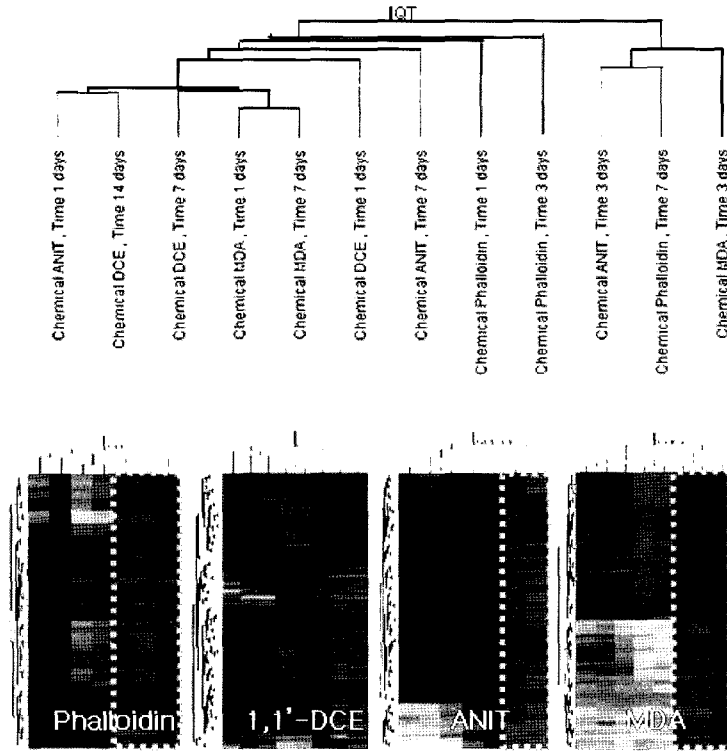 IQT
Chemical ANIT , Time 1 days
Chemical DCE , Time 14 days
Chemical DCE , Time 7 days
Chemical MDA , Time 1 days
Chemical MDA , Time 7 days
Chemical DCE , Time 1 days
Chemical ANIT , Time 7 days
Chemical Phalloidin , Time 1 days
Chemical Phalloidin , Time 3 days
Chemical ANIT , Time 3 days
Chemical Phalloidin , Time 7 days
Chemical MDA , Time 3 days
Phalloidin
1,1'-DCE
ANIT
MDA